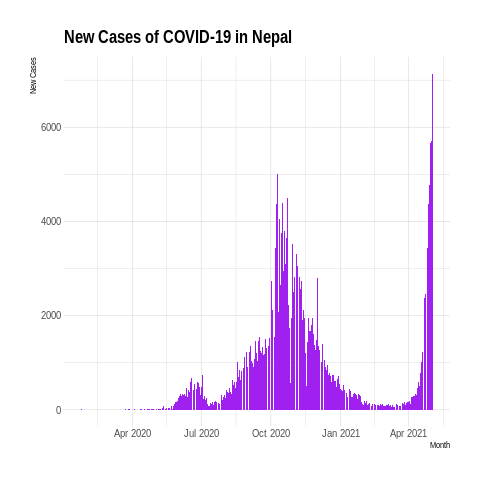 New Cases of COVID-19 in Nepal
New Cases
6000
4000
2000
0
Apr 2020 Jul 2020 Oct 2020 Jan 2021 Apr 2021
Month